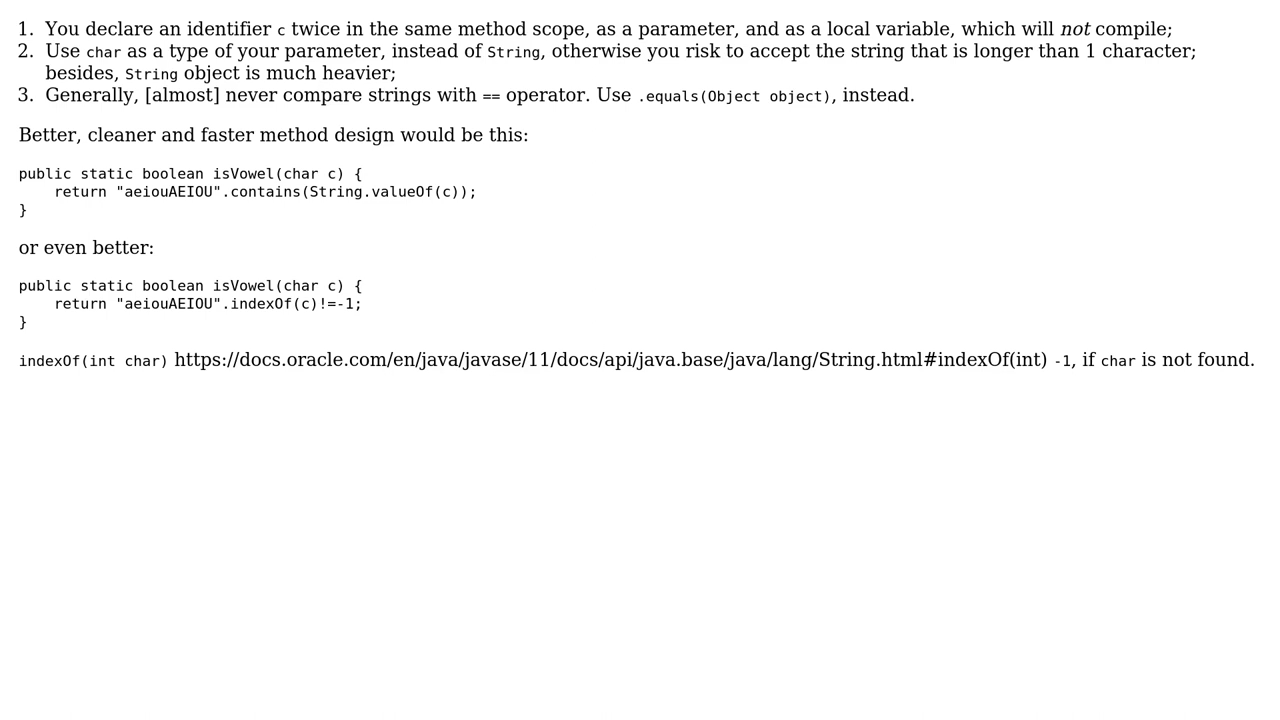 1. You declare an identifier c twice in the same method scope, as a parameter, and as a local variable, which will not compile;
2. Use char as a type of your parameter, instead of String, otherwise you risk to accept the string that is longer than 1 character;
besides, String object is much heavier;
3. Generally, [almost] never compare strings with == operator. Use .equals(Object object), instead.
Better, cleaner and faster method design would be this:
public static boolean isVowel(char c) {
    return "aeiouAEIOU".contains(String.valueOf(c));
}
or even better:
public static boolean isVowel(char c) {
    return "aeiouAEIOU".indexOf(c)!=-1;
}
indexOf(int char) https://docs.oracle.com/en/java/javase/11/docs/api/java.base/java/lang/String.html#indexOf(int) -1, if char is not found.